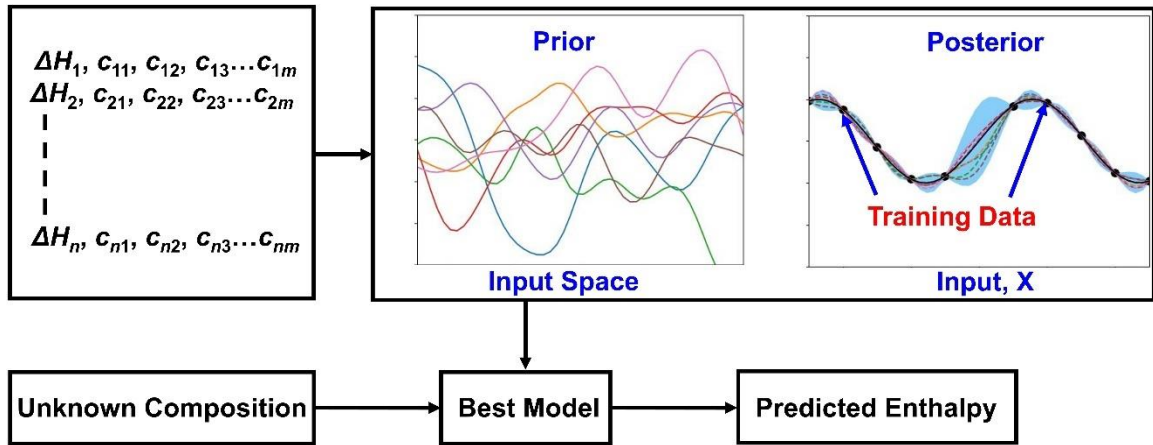 ΔH₁, c₁₁, c₁₂, c₁₃…c₁ₘ
ΔH₂, c₂₁, c₂₂, c₂₃…c₂ₘ
ΔHₙ, cₙ₁, cₙ₂, cₙ₃…cₙₘ
Prior
Input Space
Posterior
Training Data
Input, X
Unknown Composition
Best Model
Predicted Enthalpy